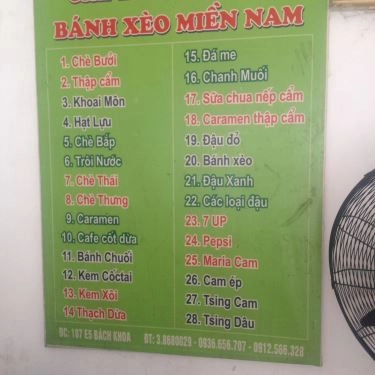 BÁNH XÈO MIỀN NAM
1. Chè Bưởi
2. Thập cẩm
3. Khoai Môn
4. Hạt Lựu
5. Chè Bắp
6. Trôi Nước
7. Chè Thái
8. Chè Thưng
9. Caramen
10. Cafe cốt dừa
11. Bánh Chuối
12. Kem Cốctai
13. Kem Xôi
14 Thạch Dừa
15. Đá me
16. Chanh Muối
17. Sữa chua nếp cẩm
18. Caramen thập cẩm
19. Đậu đỏ
20. Bánh xèo
21. Đậu Xanh
22. Các loại đậu
23. 7 UP
24. Pepsi
25. Maria Cam
26. Cam ép
27. Tsing Cam
28. Tsing Dâu
ĐC: 107 E5 BÁCH KHOA ĐT: 3.8680029 - 0936.656.707 - 0912.566.328